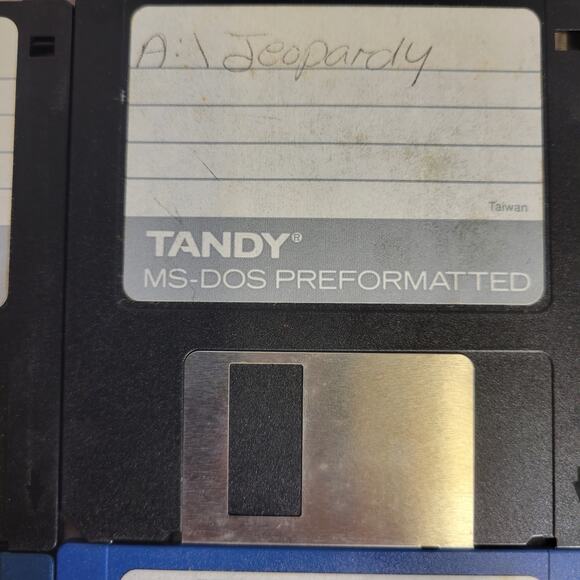 A:\ Jeopardy
Taiwan
TANDY®
MS-DOS PREFORMATTED